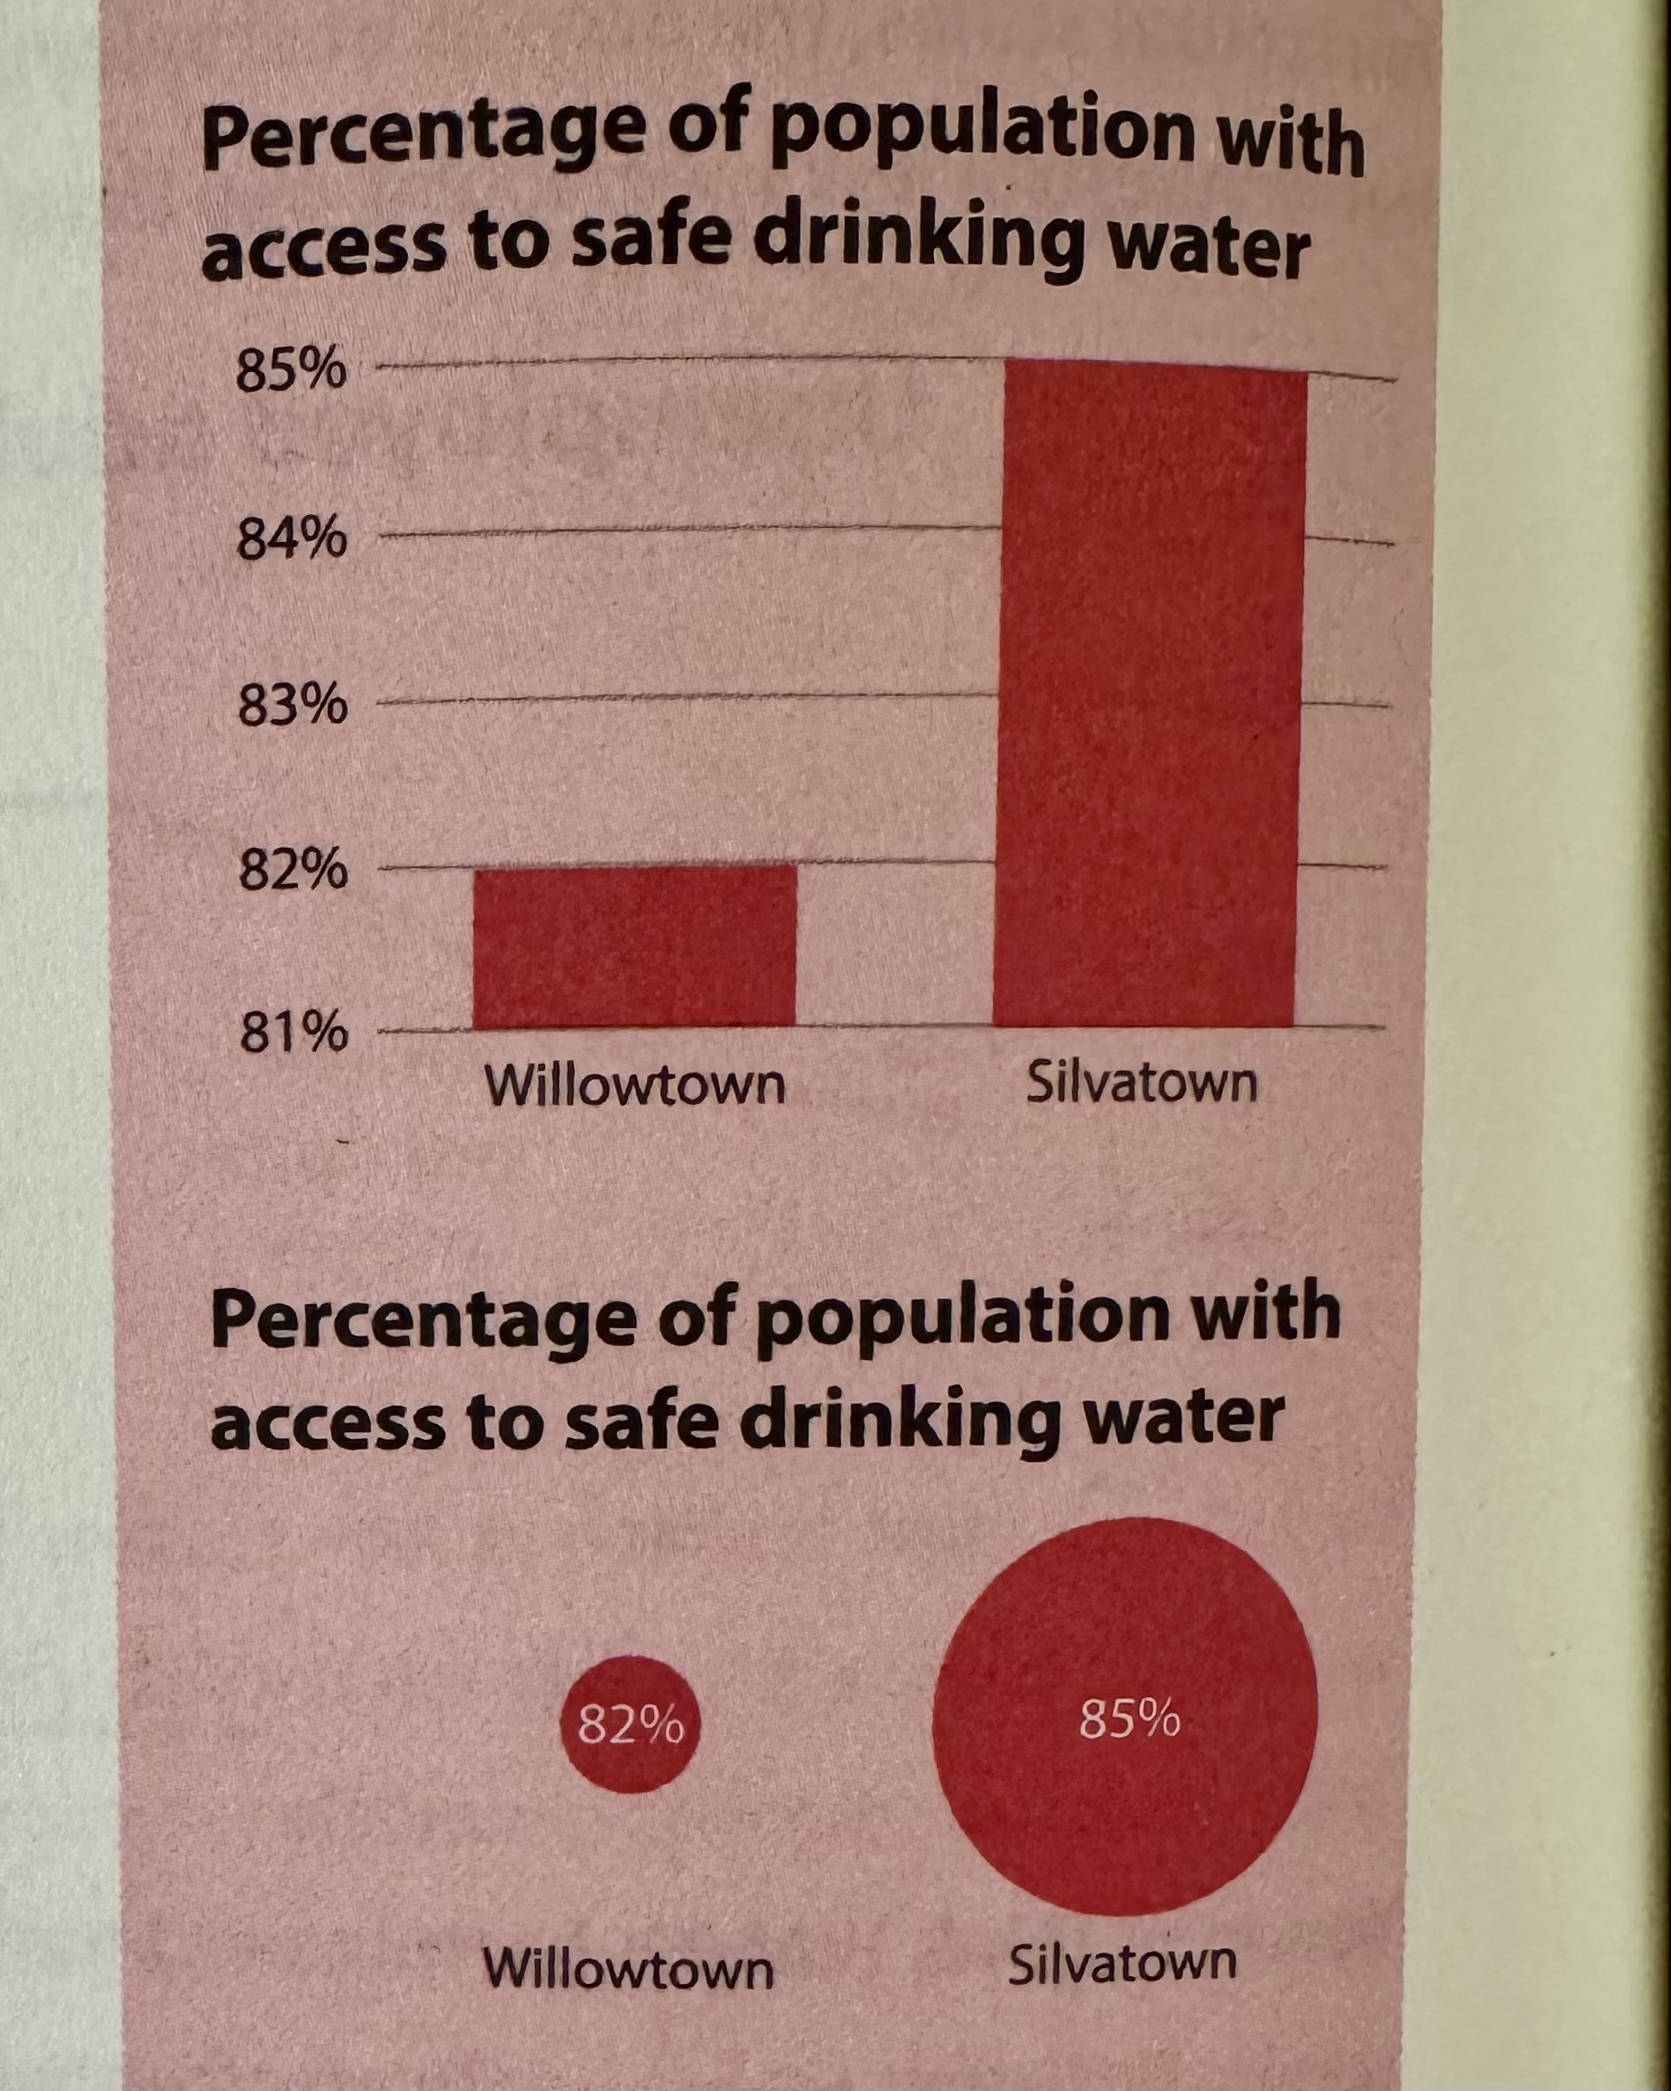 Percentage of population with
access to safe drinking water
85%
84%
83%
82%
81%
Willowtown Silvatown
Percentage of population with
access to safe drinking water
82% 85%
Willowtown Silvatown